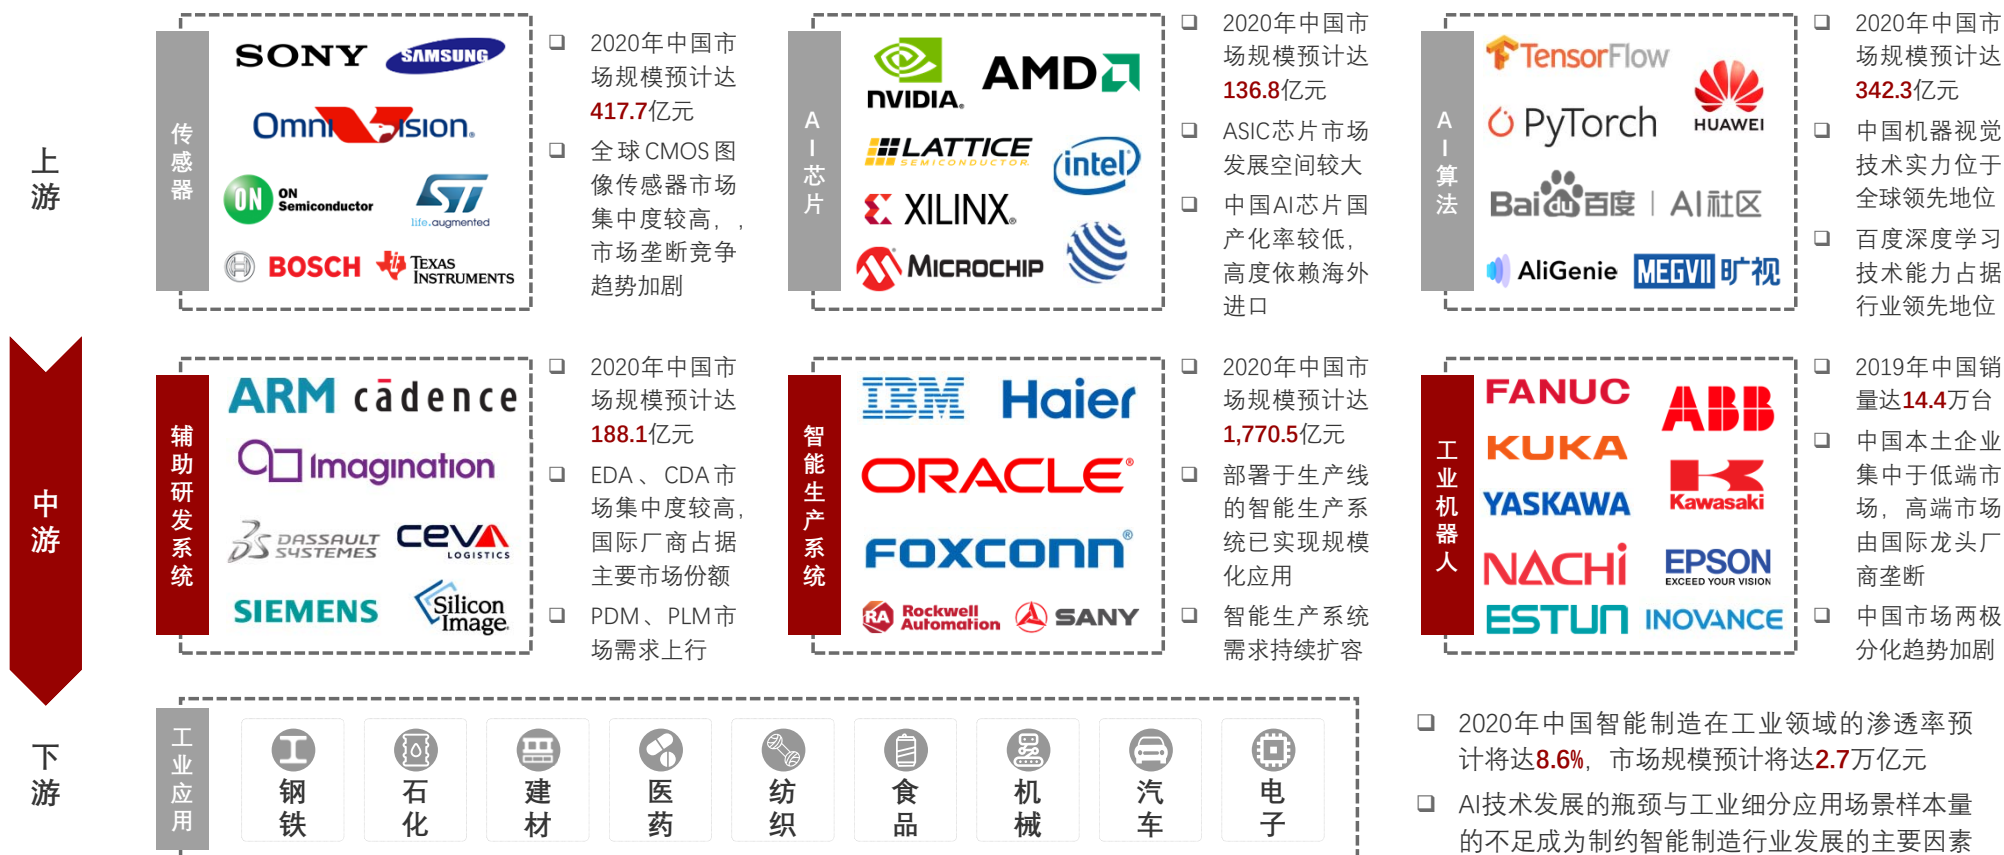 上游
传感器
SONY
SAMSUNG
OmniVision.
ON
ON Semiconductor
ST
life.augmented
BOSCH
TEXAS INSTRUMENTS
2020年中国市
场规模预计达
417.7亿元
全球CMOS图
像传感器市场
集中度较高，,
市场垄断竞争
趋势加剧
AI芯片
NVIDIA.
AMD
LATTICE
SEMICONDUCTOR.
intel
XILINX
MICROCHIP
2020年中国市
场规模预计达
136.8亿元
ASIC芯片市场
发展空间较大
中国AI芯片国
产化率较低，
高度依赖海外
进口
AI算法
TensorFlow
HUAWEI
PyTorch
Bai du 百度 | AI社区
AliGenie
MEGVII 旷视
2020年中国市
场规模预计达
342.3亿元
中国机器视觉
技术实力位于
全球领先地位
百度深度学习
技术能力占据
行业领先地位
中游
辅助研发系统
ARM
cādence
Imagination
DASSAULT SYSTEMES
CEVA
LOGISTICS
SIEMENS
Silicon Image
2020年中国市
场规模预计达
188.1亿元
EDA、CDA市
场集中度较高，
国际厂商占据
主要市场份额
PDM、PLM市
场需求上行
智能生产系统
IBM
Haier
ORACLE®
FOXCONN®
RA
Rockwell Automation
SANY
2020年中国市
场规模预计达
1,770.5亿元
部署于生产线
的智能生产系
统已实现规模
化应用
智能生产系统
需求持续扩容
工业机器人
FANUC
ABB
KUKA
Kawasaki
YASKAWA
NACHi
EPSON
EXCEED YOUR VISION
ESTUN
INOVANCE
2019年中国销
量达14.4万台
中国本土企业
集中于低端市
场，高端市场
由国际龙头厂
商垄断
中国市场两极
分化趋势加剧
下游
工业应用
钢铁
石化
建材
医药
纺织
食品
机械
汽车
电子
2020年中国智能制造在工业领域的渗透率预
计将达8.6%，市场规模预计将达2.7万亿元
AI技术发展的瓶颈与工业细分应用场景样本量
的不足成为制约智能制造行业发展的主要因素